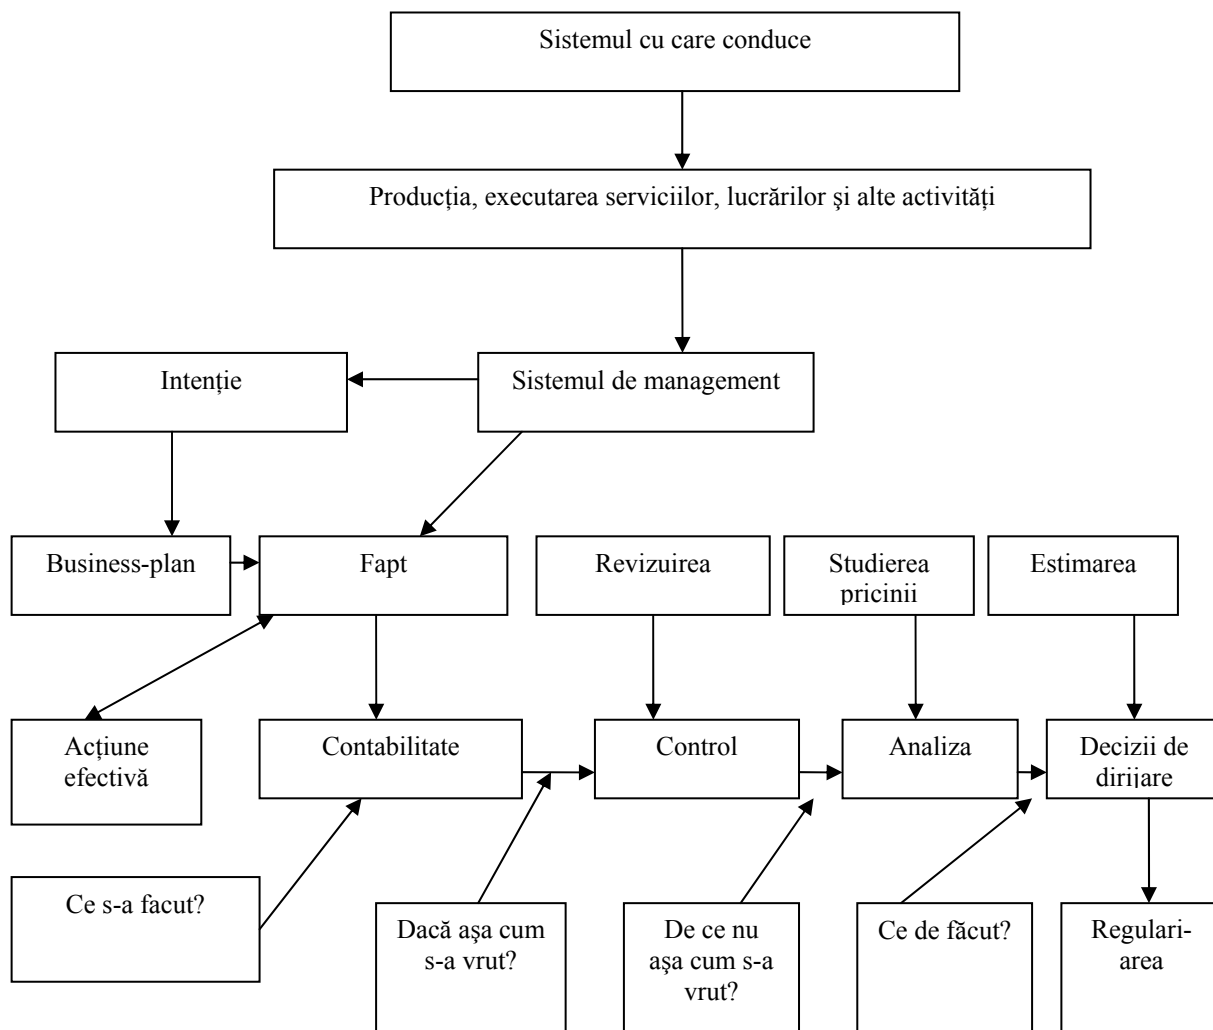 Sistemul cu care conduce
Producția, executarea serviciilor, lucrărilor şi alte activități
Intenție
Sistemul de management
Business-plan
Fapt
Revizuirea
Studierea
pricinii
Estimarea
Acțiune
efectivă
Contabilitate
Control
Analiza
Decizii de
dirijare
Ce s-a facut?
Dacă aşa cum
s-a vrut?
De ce nu
aşa cum s-a
vrut?
Ce de făcut?
Regulari-
area